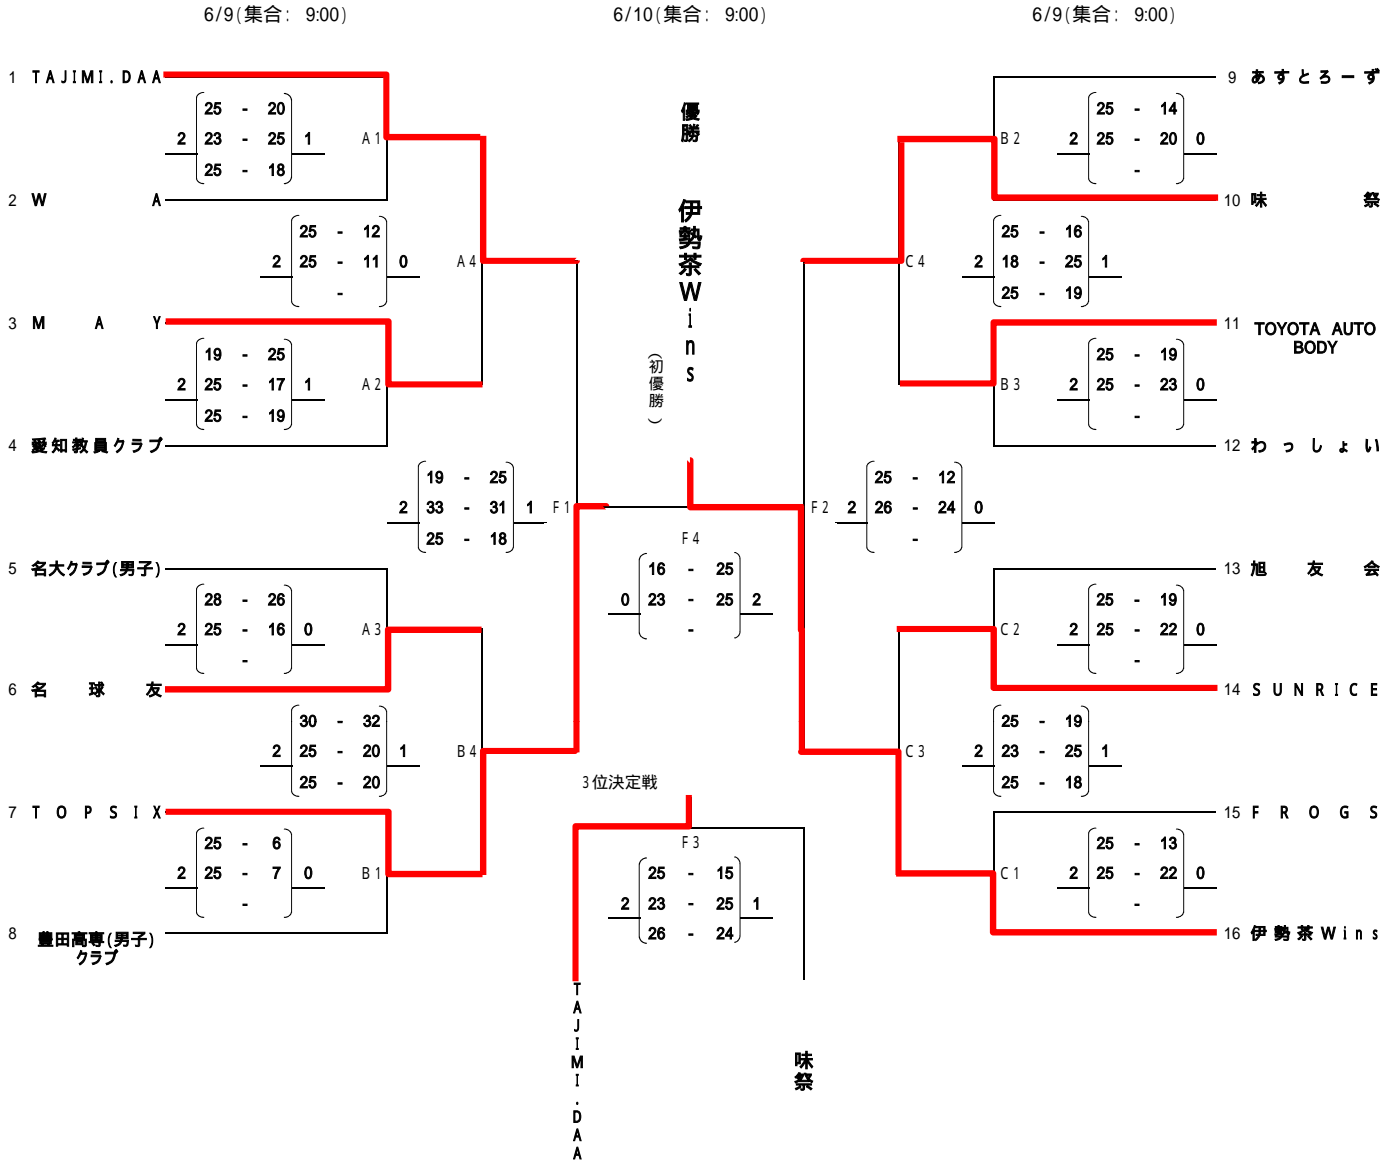 6/9(集合: 9:00)
6/10(集合: 9:00)
6/9(集合: 9:00)
1 TAJIMI.DAA
25 - 20
2 23 - 25 1
25 - 18
A1
2 W A
25 - 12
2 25 - 11 0
-
A4
3 M A Y
19 - 25
2 25 - 17 1
25 - 19
A2
4 愛知教員クラブ
19 - 25
2 33 - 31 1
25 - 18
F1
5 名大クラブ(男子)
28 - 26
2 25 - 16 0
-
A3
6 名球友
30 - 32
2 25 - 20 1
25 - 20
B4
7 TOPSIX
25 - 6
2 25 - 7 0
-
B1
8 豊田高専(男子)
クラブ
優勝 伊勢茶Wins
(初優勝)
F4
16 - 25
0 23 - 25 2
-
3位決定戦
F3
25 - 15
2 23 - 25 1
26 - 24
TAJIMI.DAA
味祭
9 あすとろーず
B2
25 - 14
2 25 - 20 0
-
10 味祭
C4
25 - 16
2 18 - 25 1
25 - 19
11 TOYOTA AUTO
BODY
B3
25 - 19
2 25 - 23 0
-
12 わっしょい
F2
25 - 12
2 26 - 24 0
-
13 旭友会
C2
25 - 19
2 25 - 22 0
-
14 SUNRICE
C3
25 - 19
2 23 - 25 1
25 - 18
15 FROGS
C1
25 - 13
2 25 - 22 0
-
16 伊勢茶Wins